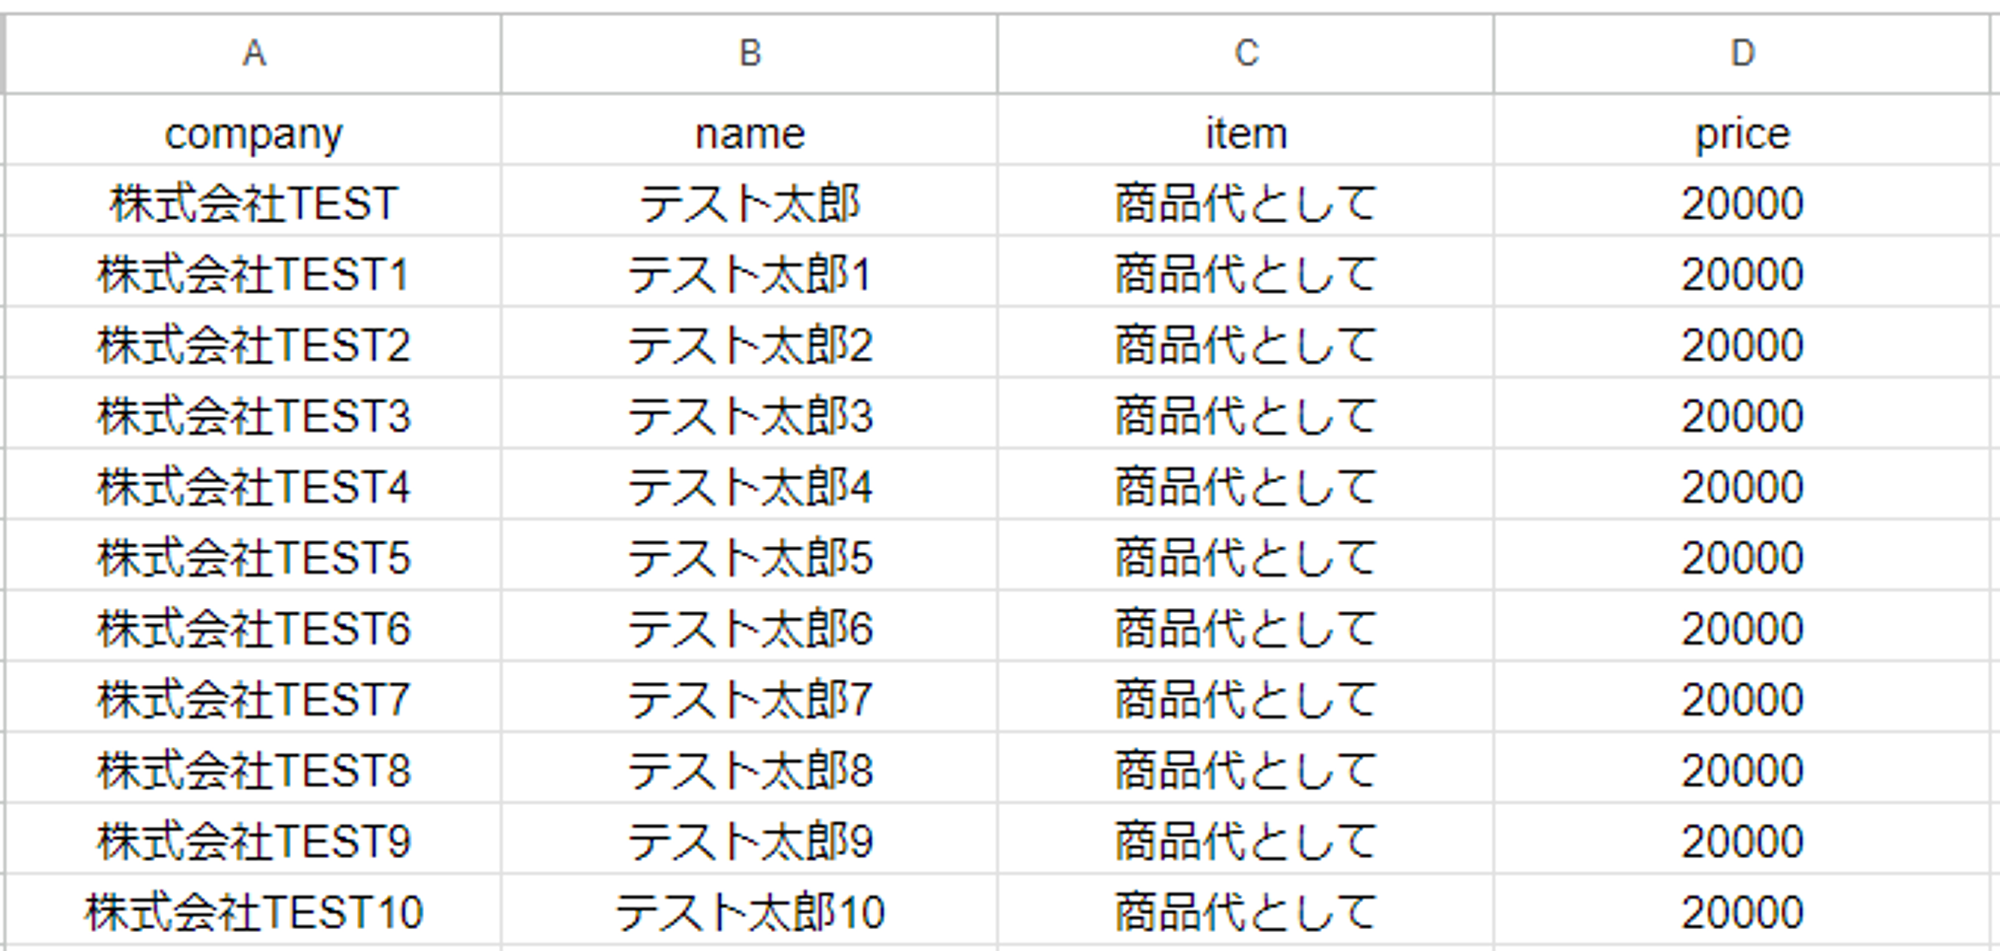 A B C D
company name item price
株式会社TEST テスト太郎 商品代として 20000
株式会社TEST1 テスト太郎1 商品代として 20000
株式会社TEST2 テスト太郎2 商品代として 20000
株式会社TEST3 テスト太郎3 商品代として 20000
株式会社TEST4 テスト太郎4 商品代として 20000
株式会社TEST5 テスト太郎5 商品代として 20000
株式会社TEST6 テスト太郎6 商品代として 20000
株式会社TEST7 テスト太郎7 商品代として 20000
株式会社TEST8 テスト太郎8 商品代として 20000
株式会社TEST9 テスト太郎9 商品代として 20000
株式会社TEST10 テスト太郎10 商品代として 20000